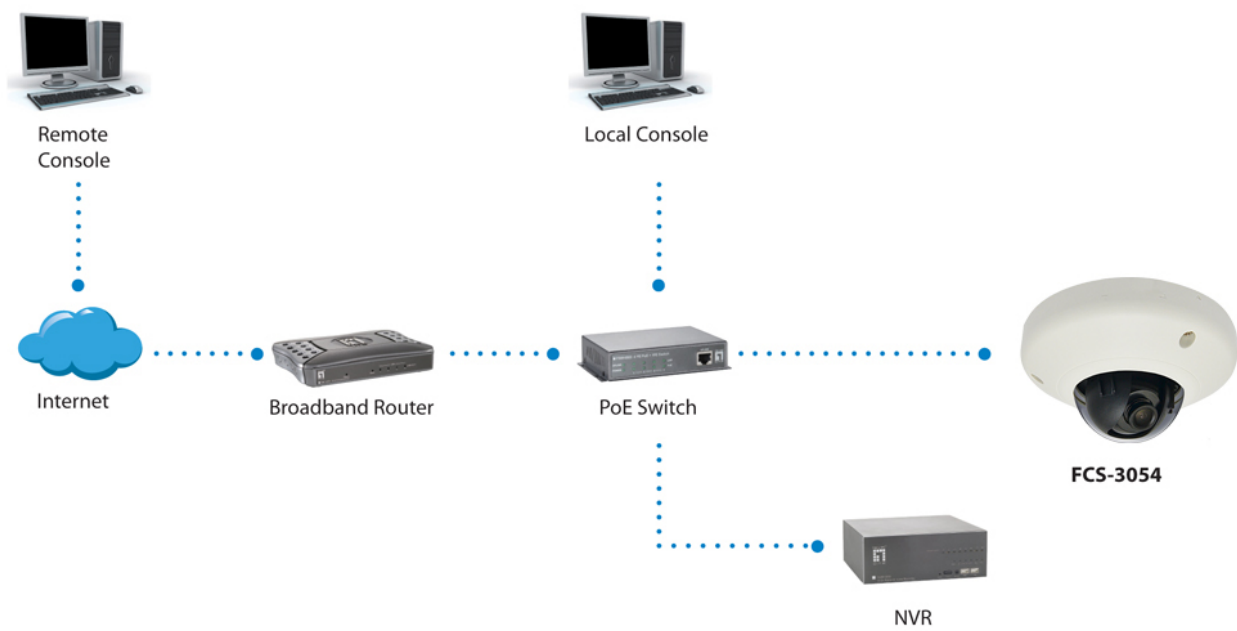 Remote
Console
Local Console
Internet
Broadband Router
PoE Switch
FCS-3054
NVR